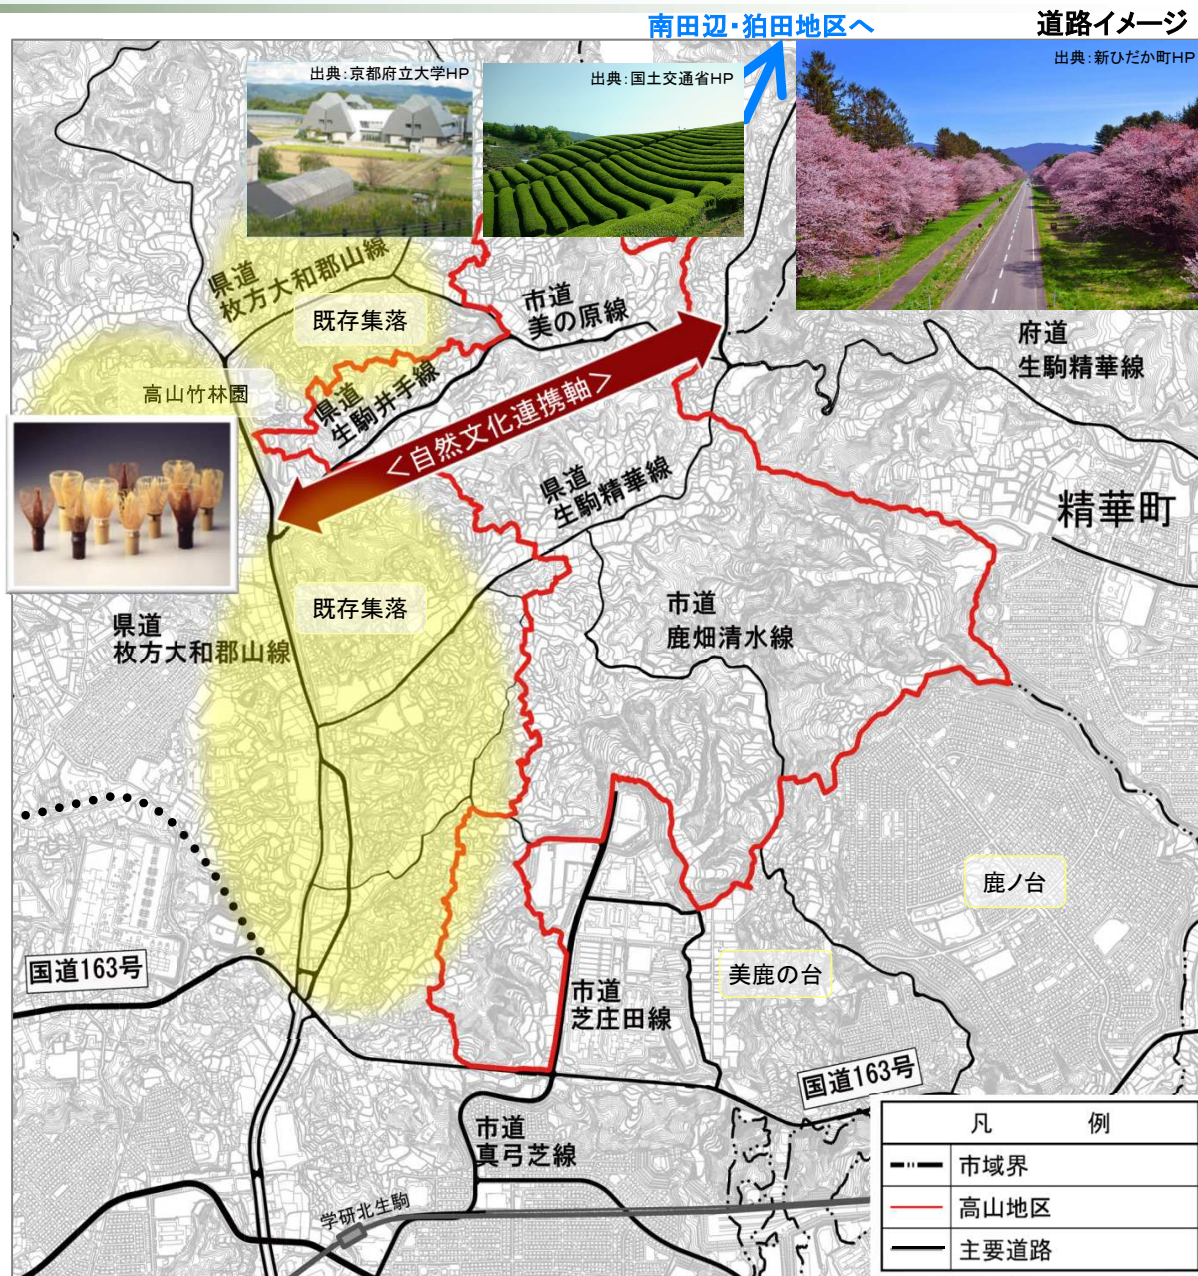 南田辺・狛田地区へ
道路イメージ
出典：京都府立大学HP
出典：国土交通省HP
出典：新ひだか町HP
県道
枚方大和郡山線
既存集落
市道
美の原線
府道
生駒精華線
高山竹林園
県道
生駒井手線
＜自然文化連携軸＞
県道
生駒精華線
精華町
既存集落
市道
鹿畑清水線
県道
枚方大和郡山線
鹿ノ台
美鹿の台
国道163号
市道
芝庄田線
国道163号
市道
真弓芝線
学研北生駒
凡　例
市域界
高山地区
主要道路